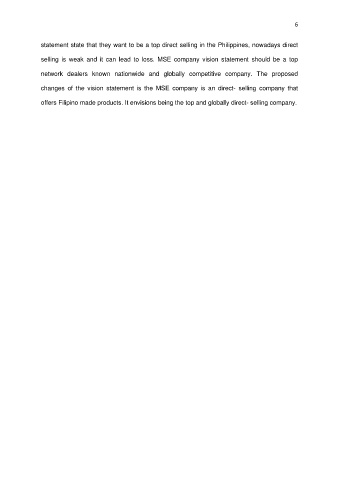 6
statement state that they want to be a top direct selling in the Philippines, nowadays direct
selling is weak and it can lead to loss. MSE company vision statement should be a top
network dealers known nationwide and globally competitive company. The proposed
changes of the vision statement is the MSE company is an direct- selling company that
offers Filipino made products. It envisions being the top and globally direct- selling company.